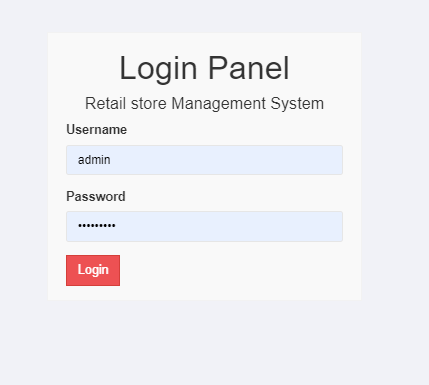 Login Panel
Retail store Management System
Username
admin
Password
•••••••••
Login